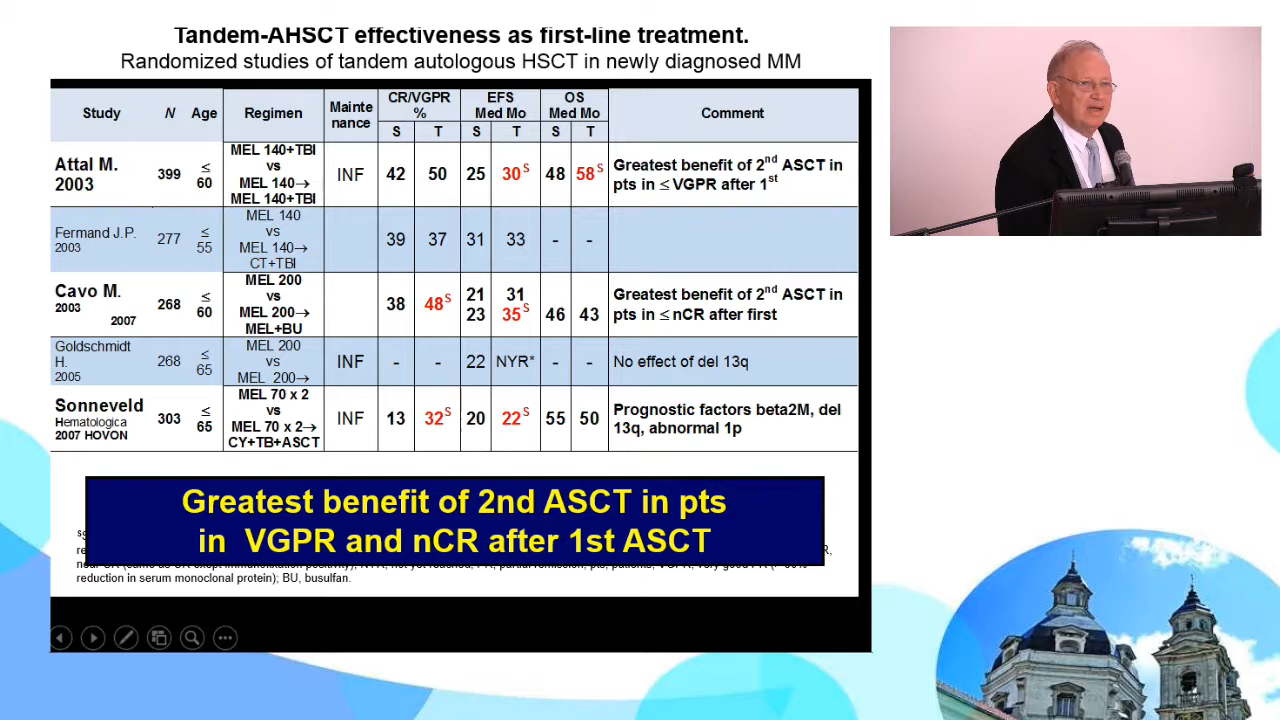 Tandem-AHSCT effectiveness as first-line treatment.
Randomized studies of tandem autologous HSCT in newly diagnosed MM
Study N Age Regimen Mainte nance CR/VGPR % EFS Med Mo OS Med Mo Comment
S T S T S T
Attal M. 2003 399 ≤ 60 MEL 140+TBI vs MEL 140→ MEL 140+TBI INF 42 50 25 30S 48 58S Greatest benefit of 2nd ASCT in pts in ≤ VGPR after 1st
Fermand J.P. 2003 277 ≤ 55 MEL 140 vs MEL 140→ CT+TBI 39 37 31 33 - -
Cavo M. 2003 2007 268 ≤ 60 MEL 200 vs MEL 200→ MEL+BU 38 48S 21 23 31 35S 46 43 Greatest benefit of 2nd ASCT in pts in ≤ nCR after first
Goldschmidt H. 2005 268 ≤ 65 MEL 200 vs MEL 200→ INF - - 22 NYR* - - No effect of del 13q
Sonneveld Hematologica 2007 HOVON 303 ≤ 65 MEL 70 x 2 vs MEL 70 x 2→ CY+TB+ASCT INF 13 32S 20 22S 55 50 Prognostic factors beta2M, del 13q, abnormal 1p
Greatest benefit of 2nd ASCT in pts
in VGPR and nCR after 1st ASCT
reduction in serum monoclonal protein); BU, busulfan.